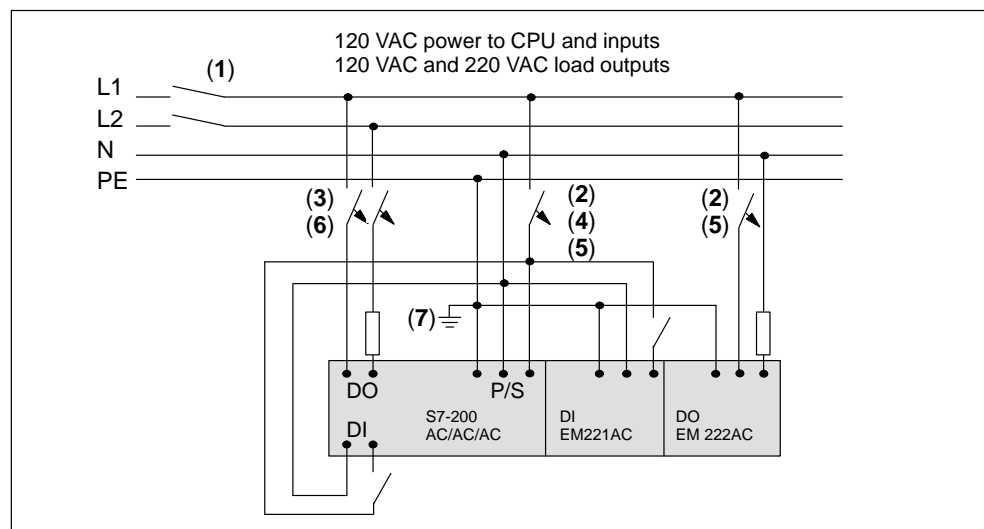 120 VAC power to CPU and inputs
120 VAC and 220 VAC load outputs
(1)
L1
L2
N
PE
(3)
(6)
(2)
(4)
(5)
(2)
(5)
(7)
DO
P/S
DI
S7-200
AC/AC/AC
DI
EM221AC
DO
EM 222AC